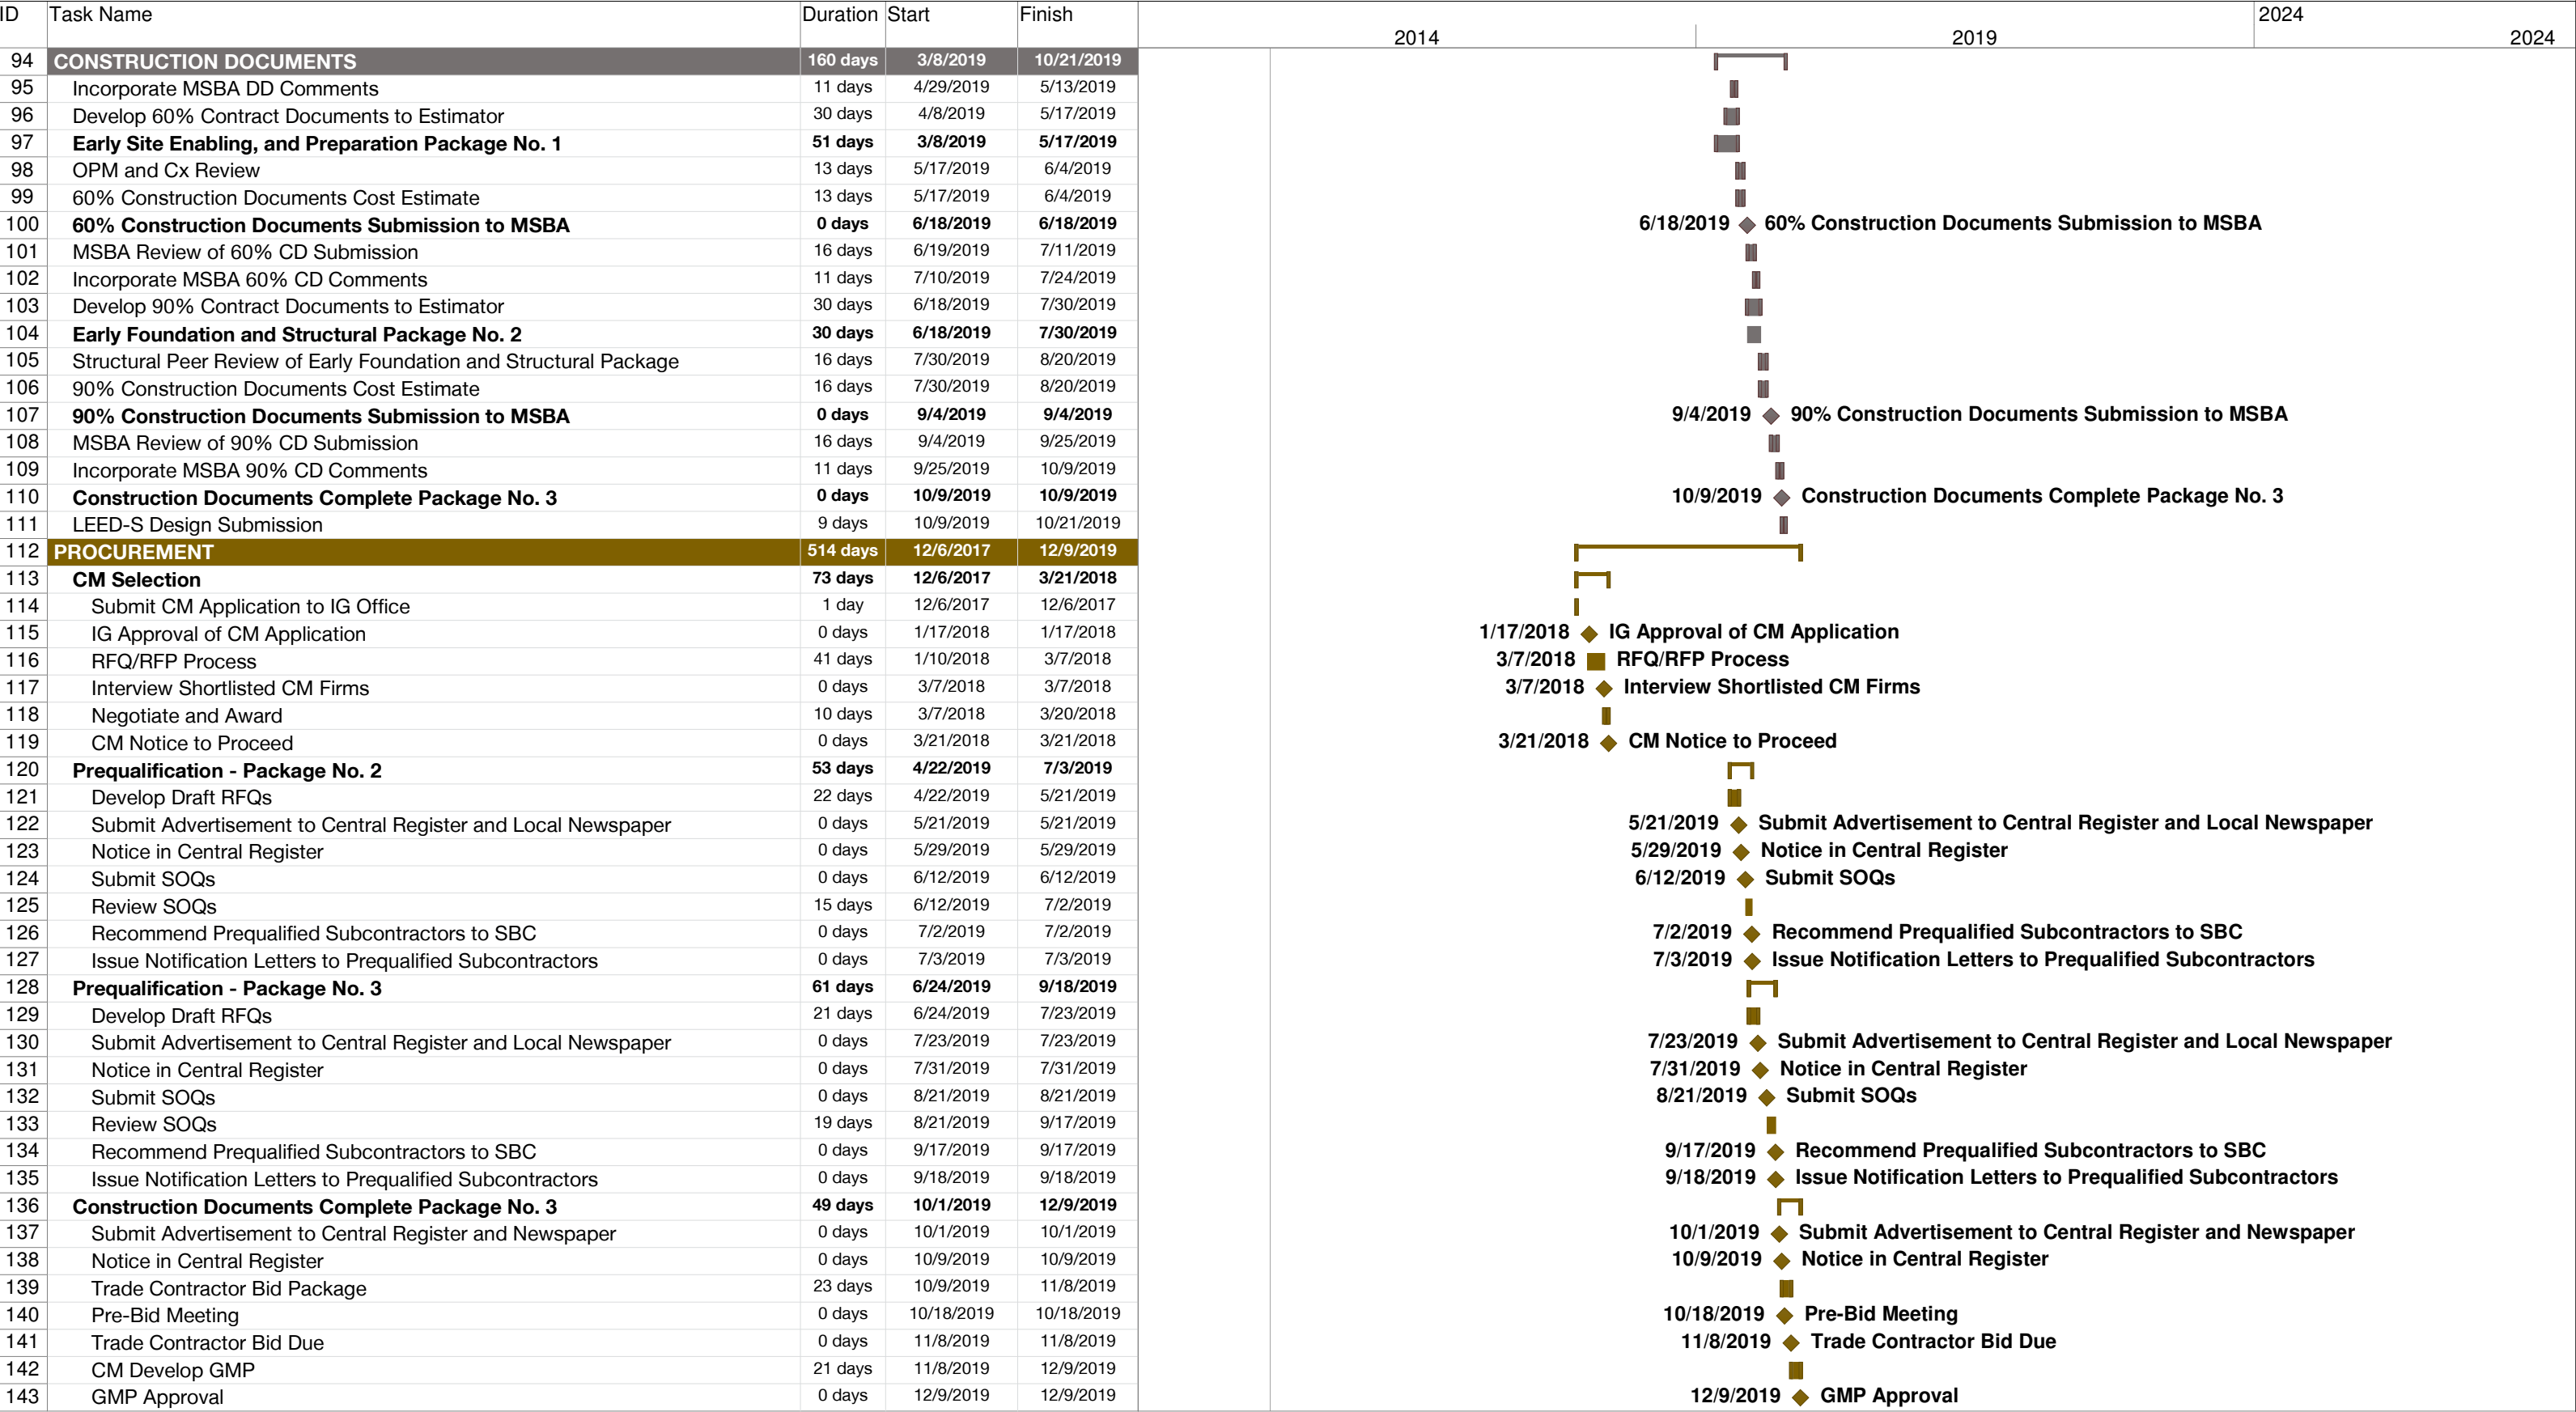 ID Task Name Duration Start Finish 2024
2014 2019 2024
94 CONSTRUCTION DOCUMENTS 160 days 3/8/2019 10/21/2019
95 Incorporate MSBA DD Comments 11 days 4/29/2019 5/13/2019
96 Develop 60% Contract Documents to Estimator 30 days 4/8/2019 5/17/2019
97 Early Site Enabling, and Preparation Package No. 1 51 days 3/8/2019 5/17/2019
98 OPM and Cx Review 13 days 5/17/2019 6/4/2019
99 60% Construction Documents Cost Estimate 13 days 5/17/2019 6/4/2019
100 60% Construction Documents Submission to MSBA 0 days 6/18/2019 6/18/2019 6/18/2019 60% Construction Documents Submission to MSBA
101 MSBA Review of 60% CD Submission 16 days 6/19/2019 7/11/2019
102 Incorporate MSBA 60% CD Comments 11 days 7/10/2019 7/24/2019
103 Develop 90% Contract Documents to Estimator 30 days 6/18/2019 7/30/2019
104 Early Foundation and Structural Package No. 2 30 days 6/18/2019 7/30/2019
105 Structural Peer Review of Early Foundation and Structural Package 16 days 7/30/2019 8/20/2019
106 90% Construction Documents Cost Estimate 16 days 7/30/2019 8/20/2019
107 90% Construction Documents Submission to MSBA 0 days 9/4/2019 9/4/2019 9/4/2019 90% Construction Documents Submission to MSBA
108 MSBA Review of 90% CD Submission 16 days 9/4/2019 9/25/2019
109 Incorporate MSBA 90% CD Comments 11 days 9/25/2019 10/9/2019
110 Construction Documents Complete Package No. 3 0 days 10/9/2019 10/9/2019 10/9/2019 Construction Documents Complete Package No. 3
111 LEED-S Design Submission 9 days 10/9/2019 10/21/2019
112 PROCUREMENT 514 days 12/6/2017 12/9/2019
113 CM Selection 73 days 12/6/2017 3/21/2018
114 Submit CM Application to IG Office 1 day 12/6/2017 12/6/2017
115 IG Approval of CM Application 0 days 1/17/2018 1/17/2018 1/17/2018 IG Approval of CM Application
116 RFQ/RFP Process 41 days 1/10/2018 3/7/2018 3/7/2018 RFQ/RFP Process
117 Interview Shortlisted CM Firms 0 days 3/7/2018 3/7/2018 3/7/2018 Interview Shortlisted CM Firms
118 Negotiate and Award 10 days 3/7/2018 3/20/2018
119 CM Notice to Proceed 0 days 3/21/2018 3/21/2018 3/21/2018 CM Notice to Proceed
120 Prequalification - Package No. 2 53 days 4/22/2019 7/3/2019
121 Develop Draft RFQs 22 days 4/22/2019 5/21/2019
122 Submit Advertisement to Central Register and Local Newspaper 0 days 5/21/2019 5/21/2019 5/21/2019 Submit Advertisement to Central Register and Local Newspaper
123 Notice in Central Register 0 days 5/29/2019 5/29/2019 5/29/2019 Notice in Central Register
124 Submit SOQs 0 days 6/12/2019 6/12/2019 6/12/2019 Submit SOQs
125 Review SOQs 15 days 6/12/2019 7/2/2019
126 Recommend Prequalified Subcontractors to SBC 0 days 7/2/2019 7/2/2019 7/2/2019 Recommend Prequalified Subcontractors to SBC
127 Issue Notification Letters to Prequalified Subcontractors 0 days 7/3/2019 7/3/2019 7/3/2019 Issue Notification Letters to Prequalified Subcontractors
128 Prequalification - Package No. 3 61 days 6/24/2019 9/18/2019
129 Develop Draft RFQs 21 days 6/24/2019 7/23/2019
130 Submit Advertisement to Central Register and Local Newspaper 0 days 7/23/2019 7/23/2019 7/23/2019 Submit Advertisement to Central Register and Local Newspaper
131 Notice in Central Register 0 days 7/31/2019 7/31/2019 7/31/2019 Notice in Central Register
132 Submit SOQs 0 days 8/21/2019 8/21/2019 8/21/2019 Submit SOQs
133 Review SOQs 19 days 8/21/2019 9/17/2019
134 Recommend Prequalified Subcontractors to SBC 0 days 9/17/2019 9/17/2019 9/17/2019 Recommend Prequalified Subcontractors to SBC
135 Issue Notification Letters to Prequalified Subcontractors 0 days 9/18/2019 9/18/2019 9/18/2019 Issue Notification Letters to Prequalified Subcontractors
136 Construction Documents Complete Package No. 3 49 days 10/1/2019 12/9/2019
137 Submit Advertisement to Central Register and Newspaper 0 days 10/1/2019 10/1/2019 10/1/2019 Submit Advertisement to Central Register and Newspaper
138 Notice in Central Register 0 days 10/9/2019 10/9/2019 10/9/2019 Notice in Central Register
139 Trade Contractor Bid Package 23 days 10/9/2019 11/8/2019
140 Pre-Bid Meeting 0 days 10/18/2019 10/18/2019 10/18/2019 Pre-Bid Meeting
141 Trade Contractor Bid Due 0 days 11/8/2019 11/8/2019 11/8/2019 Trade Contractor Bid Due
142 CM Develop GMP 21 days 11/8/2019 12/9/2019
143 GMP Approval 0 days 12/9/2019 12/9/2019 12/9/2019 GMP Approval